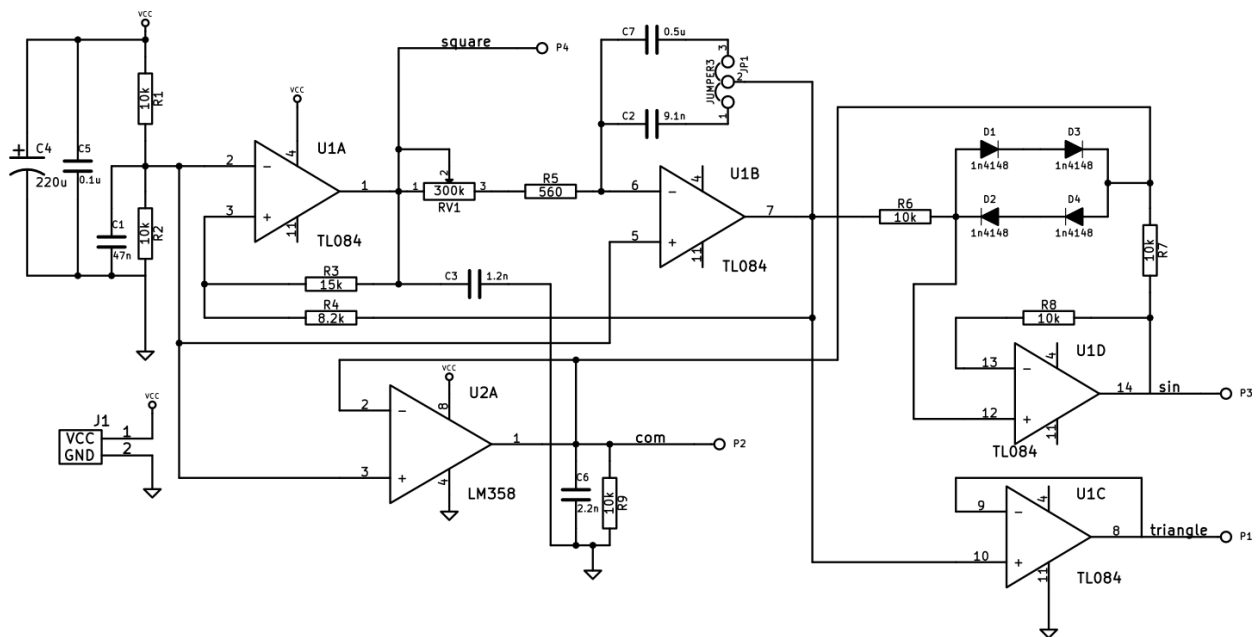 VCC
C4
220u
C5
0.1u
10k
R1
C1
47n
10k
R2
VCC
J1
VCC 1
GND 2
2
3
4
11
1
U1A
TL084
square
P4
1
2
3
300k
RV1
R5
560
R3
15k
R4
8.2k
C3
1.2n
C7
0.5u
C2
9.1n
3
2
1
JUMPER3
JP1
6
5
4
11
7
U1B
TL084
VCC
2
3
8
4
1
U2A
LM358
com
P2
C6
2.2n
10k
R9
R6
10k
D1
1n4148
D3
1n4148
D2
1n4148
D4
1n4148
10k
R7
R8
10k
13
12
4
11
14
U1D
TL084
sin
P3
9
10
4
11
8
U1C
TL084
triangle
P1